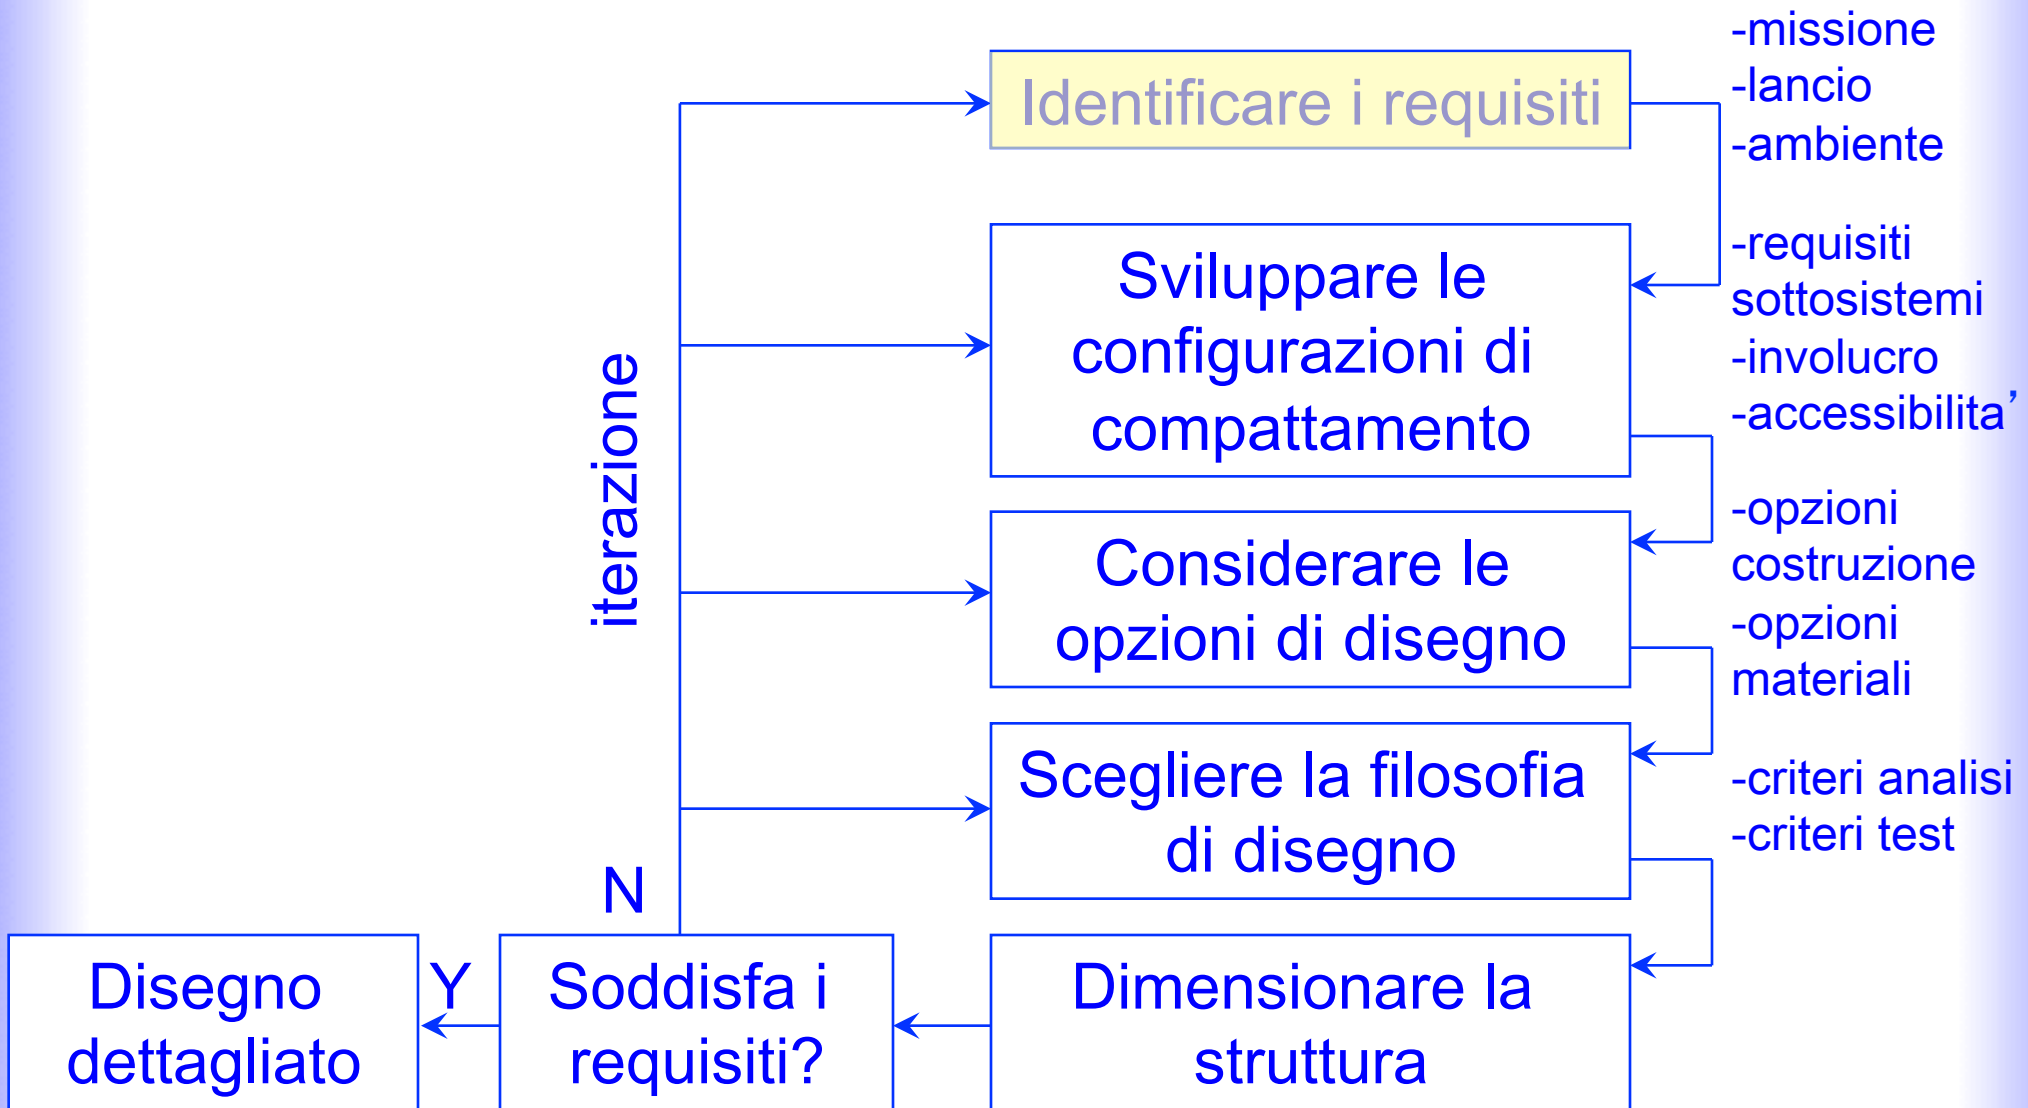 -missione
-lancio
-ambiente
Identificare i requisiti
-requisiti
sottosistemi
-involucro
-accessibilita’
Sviluppare le
configurazioni di
compattamento
iterazione
-opzioni
costruzione
-opzioni
materiali
Considerare le
opzioni di disegno
Scegliere la filosofia
di disegno
-criteri analisi
-criteri test
N
Disegno
dettagliato
Y
Soddisfa i
requisiti?
Dimensionare la
struttura